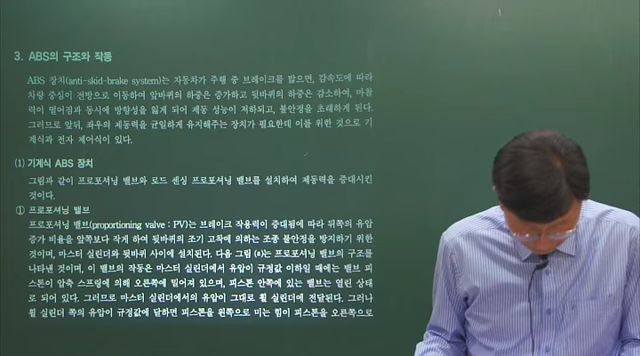 3. ABS의 구조와 작동
ABS 장치(anti-skid-brake system)는 자동차가 주행 중 브레이크를 밟으면, 감속도에 따라
차량 중심이 전방으로 이동하여 앞바퀴의 하중은 증가하고 뒷바퀴의 하중은 감소하여, 마찰
력이 떨어짐과 동시에 방향성을 잃게 되어 제동 성능이 저하되고, 불안정을 초래하게 된다.
그러므로 앞뒤, 좌우의 제동력을 균일하게 유지해주는 장치가 필요한데 이를 위한 것으로 기
계식과 전자 제어식이 있다.
(1) 기계식 ABS 장치
그림과 같이 프로포셔닝 밸브와 로드 센싱 프로포셔닝 밸브를 설치하여 제동력을 증대시킨
것이다.
① 프로포셔닝 밸브
프로포셔닝 밸브(proportioning valve : PV)는 브레이크 작용력이 증대됨에 따라 뒤쪽의 유압
증가 비율을 앞쪽보다 작게 하여 뒷바퀴의 조기 고착에 의하는 조종 불안정을 방지하기 위한
것이며, 마스터 실린더와 뒷바퀴 사이에 설치된다. 다음 그림 (a)는 프로포셔닝 밸브의 구조를
나타낸 것이며, 이 밸브의 작동은 마스터 실린더에서 유압이 규정값 이하일 때에는 밸브 피
스톤이 압축 스프링에 의해 오른쪽에 밀어져 있으며, 피스톤 안쪽에 있는 밸브는 열린 상태
로 되어 있다. 그러므로 마스터 실린더에서의 유압이 그대로 휠 실린더에 전달된다. 그러나
휠 실린더 쪽의 유압이 규정값에 달하면 피스톤을 왼쪽으로 미는 힘이 피스톤을 오른쪽으로